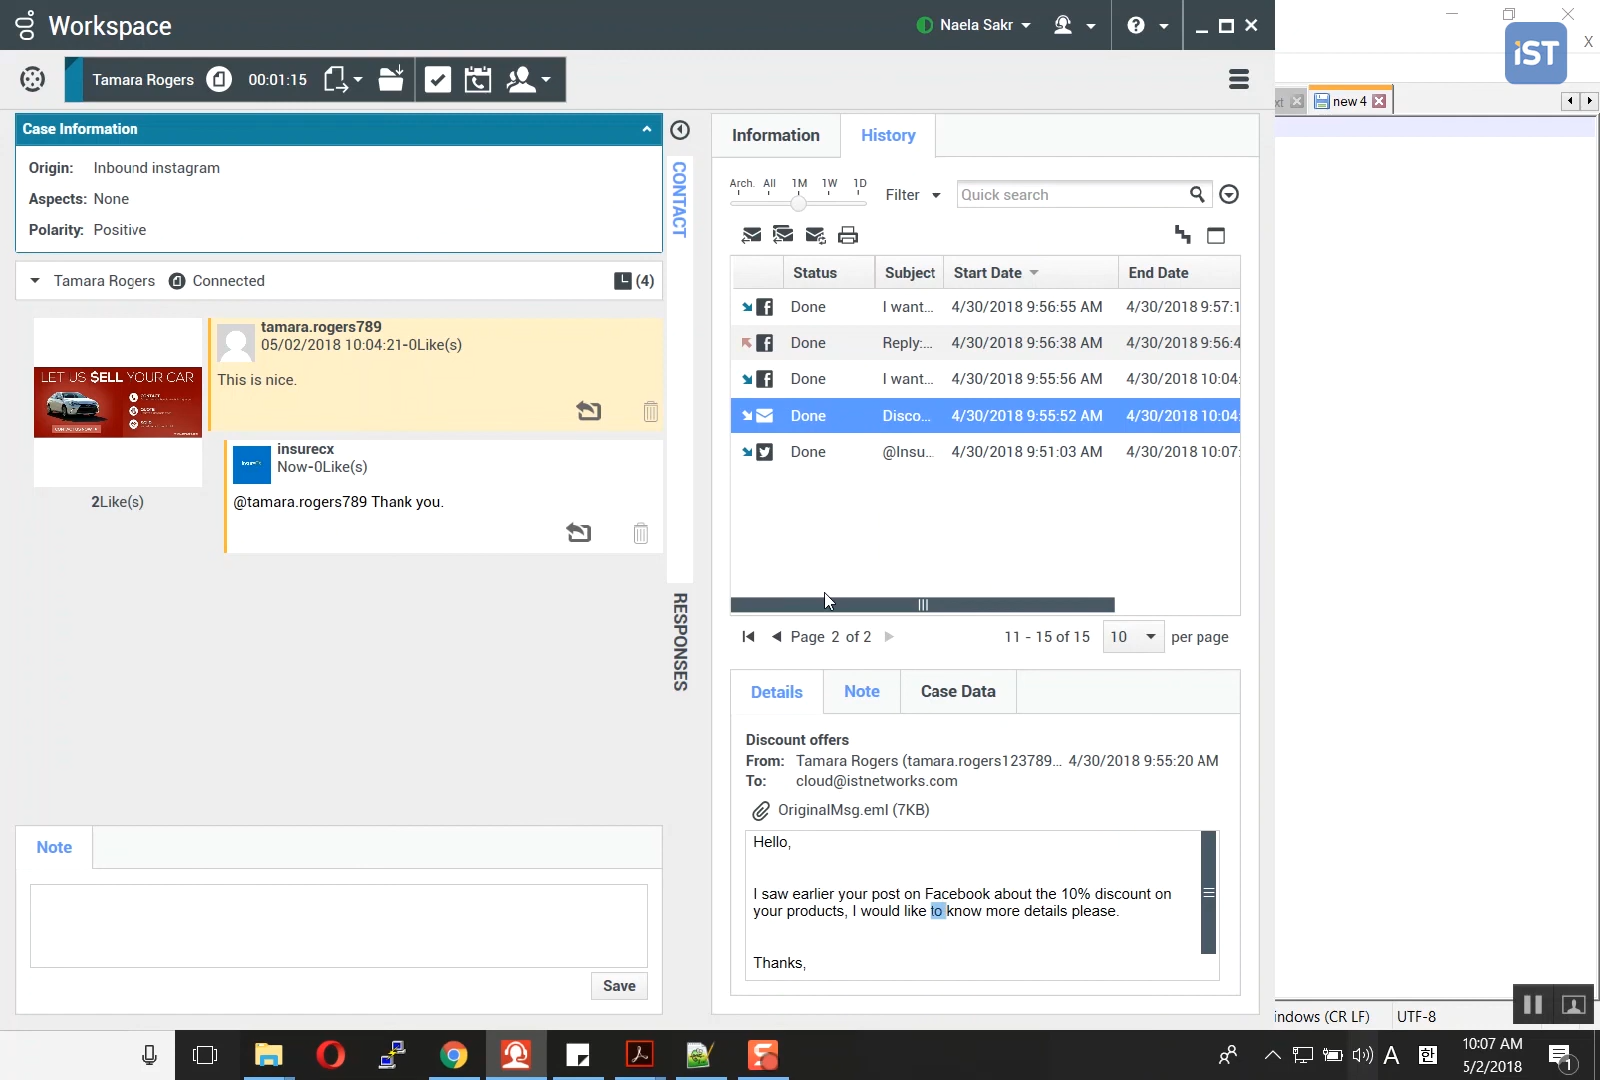 Workspace
Naela Sakr
iST
X
Tamara Rogers 00:01:15
xt
new 4
Case Information
Origin: Inbound instagram
Aspects: None
Polarity: Positive
Tamara Rogers Connected (4)
LET US $ELL YOUR CAR
CONTACT
QUOTE
SOLD
CONTACT US NOW
2Like(s)
tamara.rogers789
05/02/2018 10:04:21-0Like(s)
This is nice.
insurecx
Now-0Like(s)
@tamara.rogers789 Thank you.
Note
Save
CONTACT
RESPONSES
Information History
Arch. All 1M 1W 1D
Filter
Quick search
Status Subject Start Date End Date
Done I want... 4/30/2018 9:56:55 AM 4/30/2018 9:57:1
Done Reply:... 4/30/2018 9:56:38 AM 4/30/2018 9:56:4
Done I want... 4/30/2018 9:55:56 AM 4/30/2018 10:04:
Done Disco... 4/30/2018 9:55:52 AM 4/30/2018 10:04:
Done @Insu... 4/30/2018 9:51:03 AM 4/30/2018 10:07:
Page 2 of 2 11 - 15 of 15 10 per page
Details Note Case Data
Discount offers
From: Tamara Rogers (tamara.rogers123789... 4/30/2018 9:55:20 AM
To: cloud@istnetworks.com
OriginalMsg.eml (7KB)
Hello,
I saw earlier your post on Facebook about the 10% discount on
your products, I would like to know more details please.
Thanks,
indows (CR LF) UTF-8
A 한 10:07 AM
5/2/2018
1